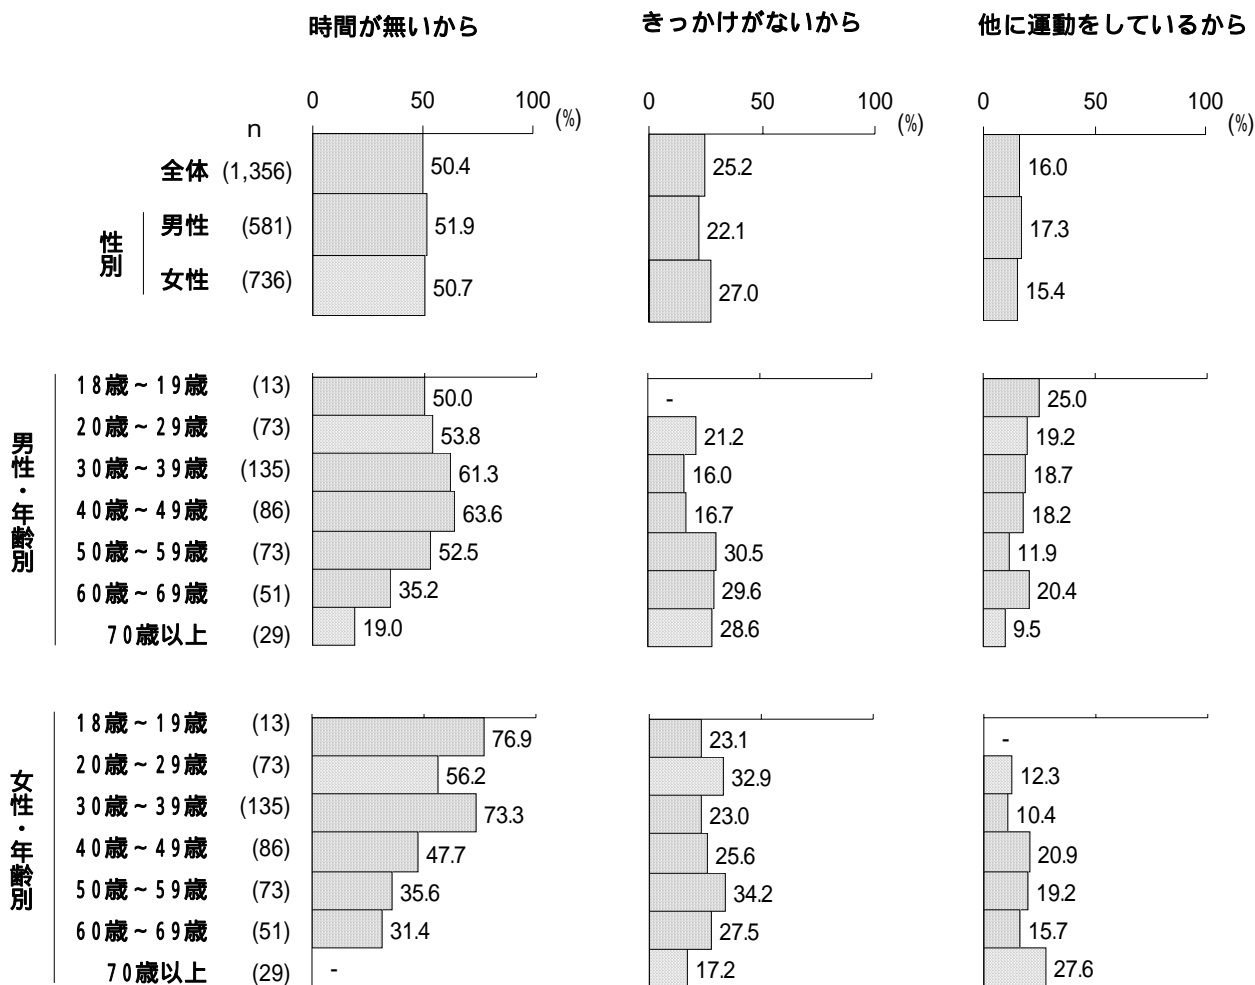 時間が無いから きっかけがないから 他に運動をしているから
0 50 100 (%) 0 50 100 (%) 0 50 100 (%)
n
全体 (1,356) 50.4 25.2 16.0
性別
男性 (581) 51.9 22.1 17.3
女性 (736) 50.7 27.0 15.4
男性・年齢別
18歳~19歳 (13) 50.0 - 25.0
20歳~29歳 (73) 53.8 21.2 19.2
30歳~39歳 (135) 61.3 16.0 18.7
40歳~49歳 (86) 63.6 16.7 18.2
50歳~59歳 (73) 52.5 30.5 11.9
60歳~69歳 (51) 35.2 29.6 20.4
70歳以上 (29) 19.0 28.6 9.5
女性・年齢別
18歳~19歳 (13) 76.9 23.1 -
20歳~29歳 (73) 56.2 32.9 12.3
30歳~39歳 (135) 73.3 23.0 10.4
40歳~49歳 (86) 47.7 25.6 20.9
50歳~59歳 (73) 35.6 34.2 19.2
60歳~69歳 (51) 31.4 27.5 15.7
70歳以上 (29) - 17.2 27.6